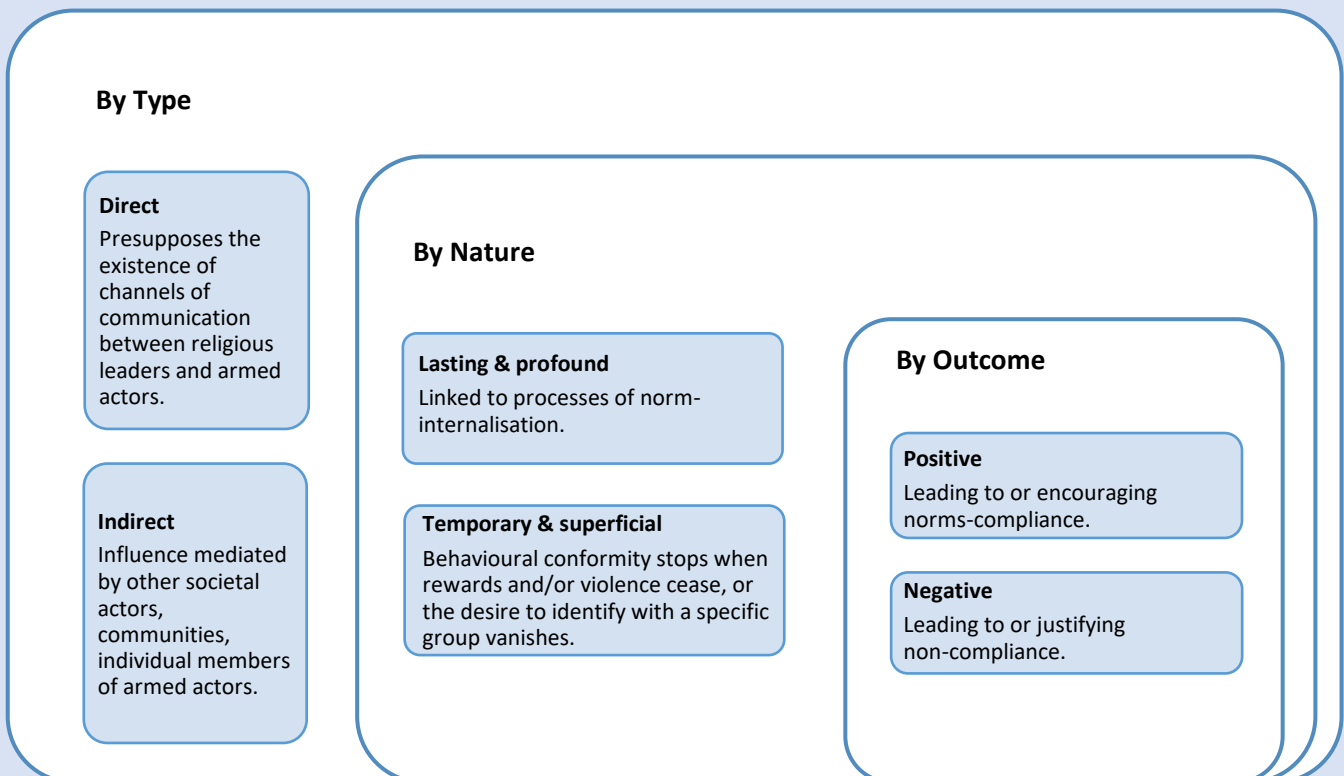 By Type
Direct
Presupposes the
existence of
channels of
communication
between religious
leaders and armed
actors.
Indirect
Influence mediated
by other societal
actors,
communities,
individual members
of armed actors.
By Nature
Lasting & profound
Linked to processes of norm-
internalisation.
Temporary & superficial
Behavioural conformity stops when
rewards and/or violence cease, or
the desire to identify with a specific
group vanishes.
By Outcome
Positive
Leading to or encouraging
norms-compliance.
Negative
Leading to or justifying
non-compliance.